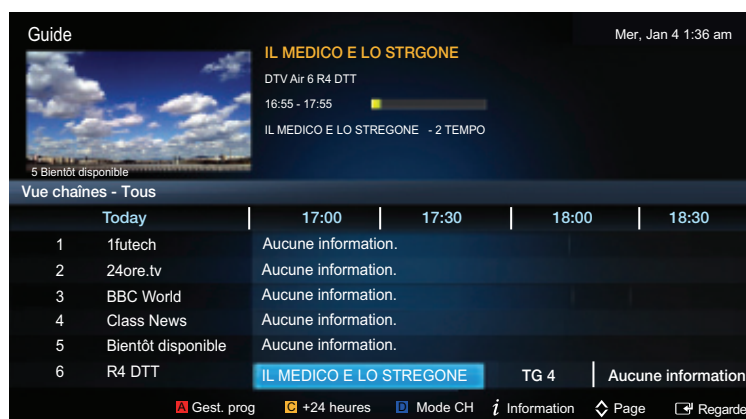 Guide
Mer, Jan 4 1:36 am
IL MEDICO E LO STRGONE
DTV Air 6 R4 DTT
16:55 - 17:55
IL MEDICO E LO STREGONE - 2 TEMPO
5 Bientôt disponible
Vue chaînes - Tous
Today 17:00 17:30 18:00 18:30
1 1futech Aucune information.
2 24ore.tv Aucune information.
3 BBC World Aucune information.
4 Class News Aucune information.
5 Bientôt disponible Aucune information.
6 R4 DTT IL MEDICO E LO STREGONE TG 4 Aucune information
A Gest. prog C +24 heures D Mode CH i Information Page Regarde